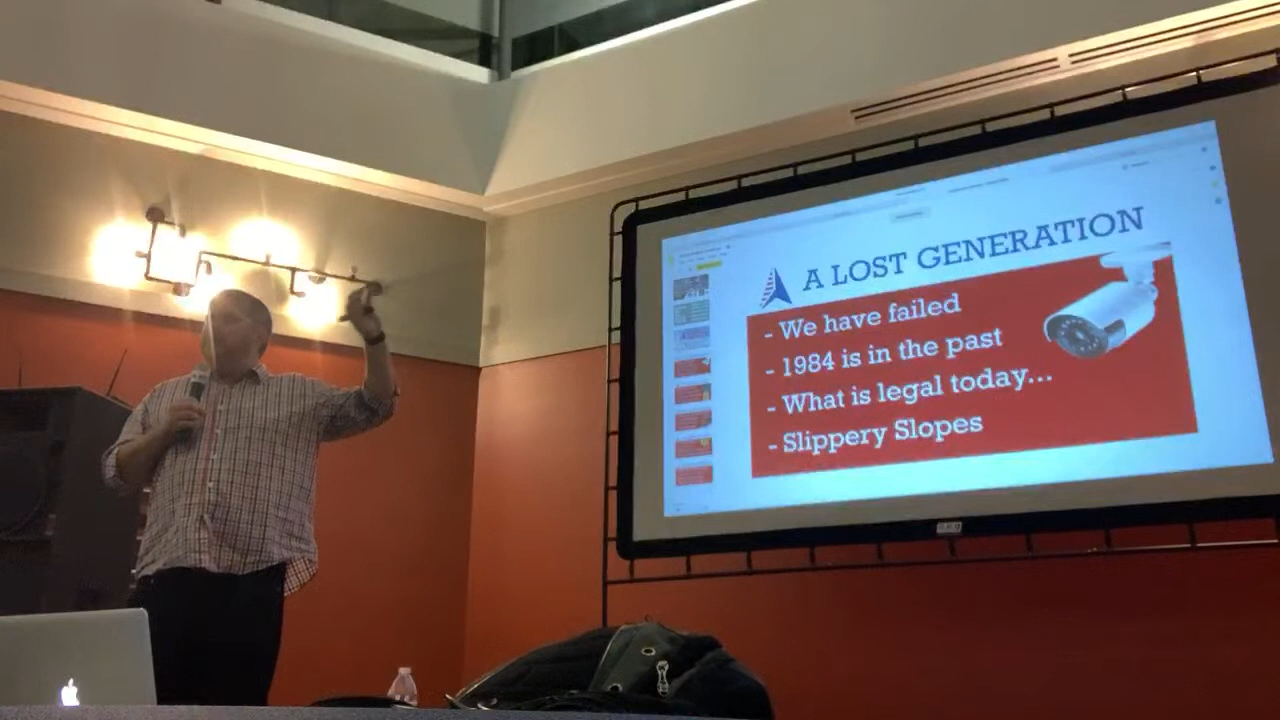 A LOST GENERATION
- We have failed
- 1984 is in the past
- What is legal today...
- Slippery Slopes